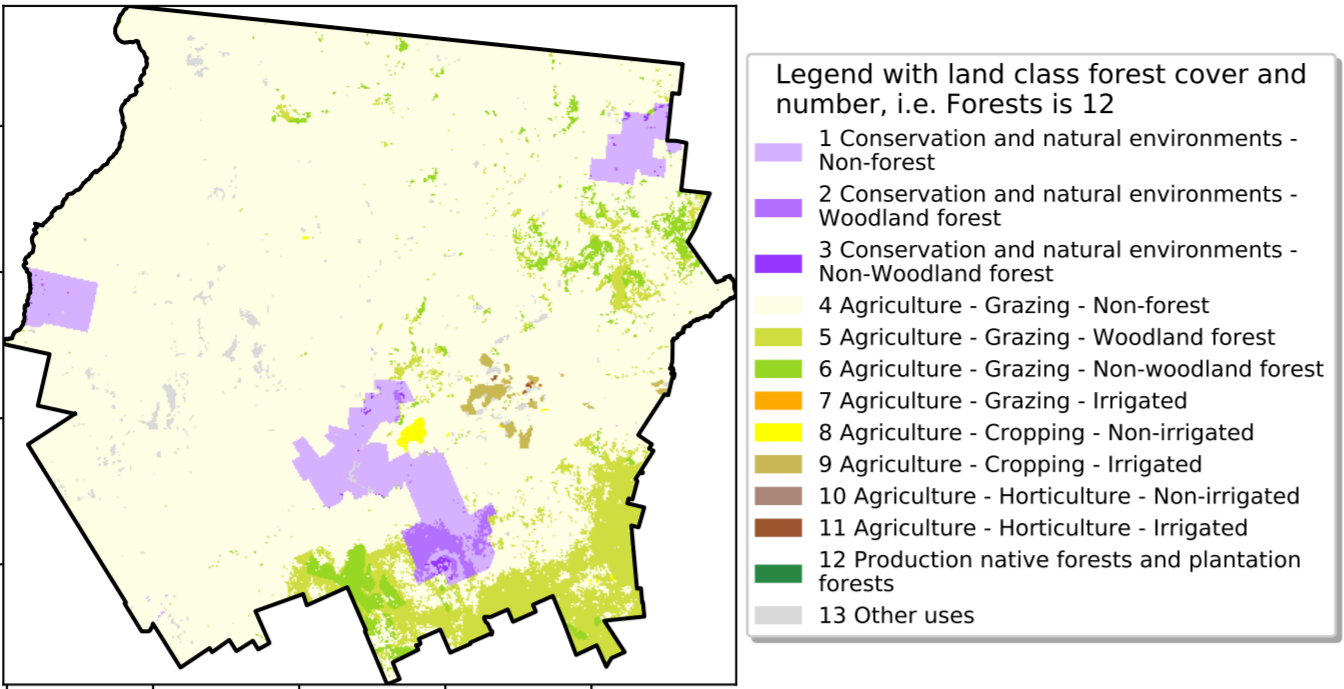 Legend with land class forest cover and
number, i.e. Forests is 12
1 Conservation and natural environments -
Non-forest
2 Conservation and natural environments -
Woodland forest
3 Conservation and natural environments -
Non-Woodland forest
4 Agriculture - Grazing - Non-forest
5 Agriculture - Grazing - Woodland forest
6 Agriculture - Grazing - Non-woodland forest
7 Agriculture - Grazing - Irrigated
8 Agriculture - Cropping - Non-irrigated
9 Agriculture - Cropping - Irrigated
10 Agriculture - Horticulture - Non-irrigated
11 Agriculture - Horticulture - Irrigated
12 Production native forests and plantation
forests
13 Other uses